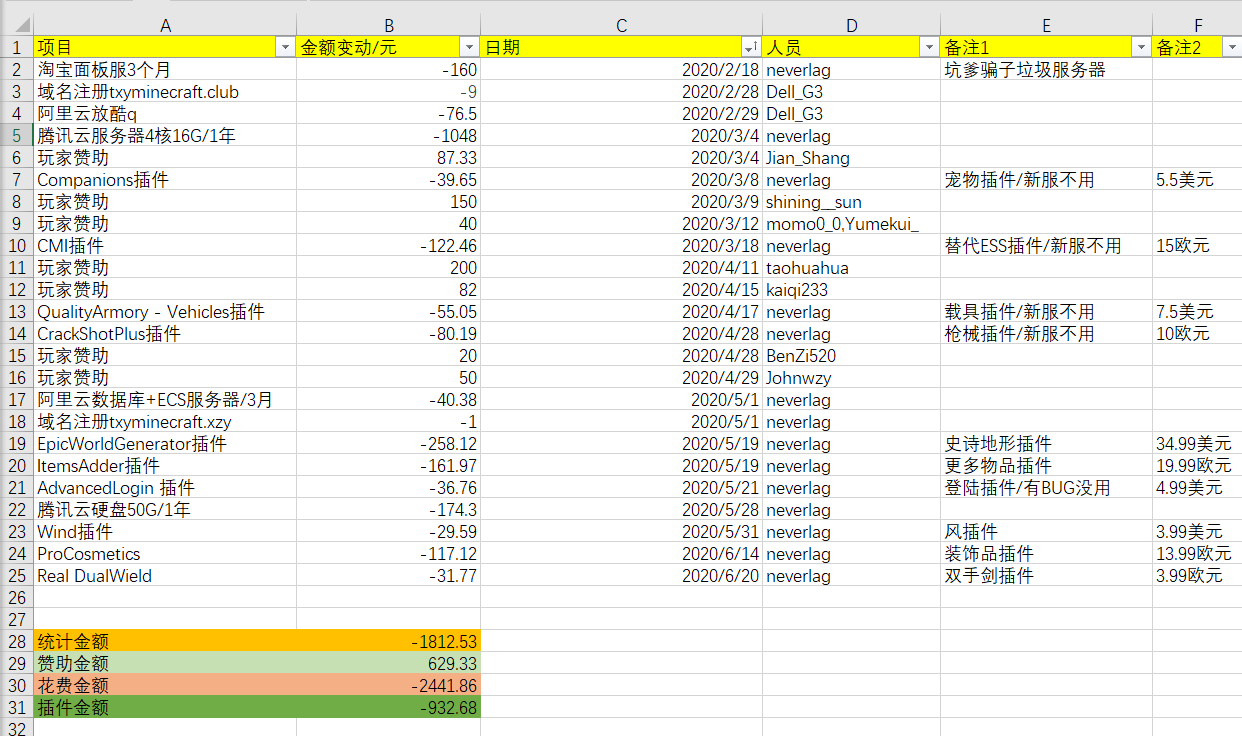 A B C D E F
1 项目 金额变动/元 日期 人员 备注1 备注2
2 淘宝面板服3个月 -160 2020/2/18 neverlag 坑爹骗子垃圾服务器
3 域名注册txyminecraft.club -9 2020/2/28 Dell_G3
4 阿里云放酷q -76.5 2020/2/29 Dell_G3
5 腾讯云服务器4核16G/1年 -1048 2020/3/4 neverlag
6 玩家赞助 87.33 2020/3/4 Jian_Shang
7 Companions插件 -39.65 2020/3/8 neverlag 宠物插件/新服不用 5.5美元
8 玩家赞助 150 2020/3/9 shining__sun
9 玩家赞助 40 2020/3/12 momo0_0,Yumekui_
10 CMI插件 -122.46 2020/3/18 neverlag 替代ESS插件/新服不用 15欧元
11 玩家赞助 200 2020/4/11 taohuahua
12 玩家赞助 82 2020/4/15 kaiqi233
13 QualityArmory - Vehicles插件 -55.05 2020/4/17 neverlag 载具插件/新服不用 7.5美元
14 CrackShotPlus插件 -80.19 2020/4/28 neverlag 枪械插件/新服不用 10欧元
15 玩家赞助 20 2020/4/28 BenZi520
16 玩家赞助 50 2020/4/29 Johnwzy
17 阿里云数据库+ECS服务器/3月 -40.38 2020/5/1 neverlag
18 域名注册txyminecraft.xzy -1 2020/5/1 neverlag
19 EpicWorldGenerator插件 -258.12 2020/5/19 neverlag 史诗地形插件 34.99美元
20 ItemsAdder插件 -161.97 2020/5/19 neverlag 更多物品插件 19.99欧元
21 AdvancedLogin 插件 -36.76 2020/5/21 neverlag 登陆插件/有BUG没用 4.99美元
22 腾讯云硬盘50G/1年 -174.3 2020/5/28 neverlag
23 Wind插件 -29.59 2020/5/31 neverlag 风插件 3.99美元
24 ProCosmetics -117.12 2020/6/14 neverlag 装饰品插件 13.99欧元
25 Real DualWield -31.77 2020/6/20 neverlag 双手剑插件 3.99欧元
26
27
28 统计金额 -1812.53
29 赞助金额 629.33
30 花费金额 -2441.86
31 插件金额 -932.68
32